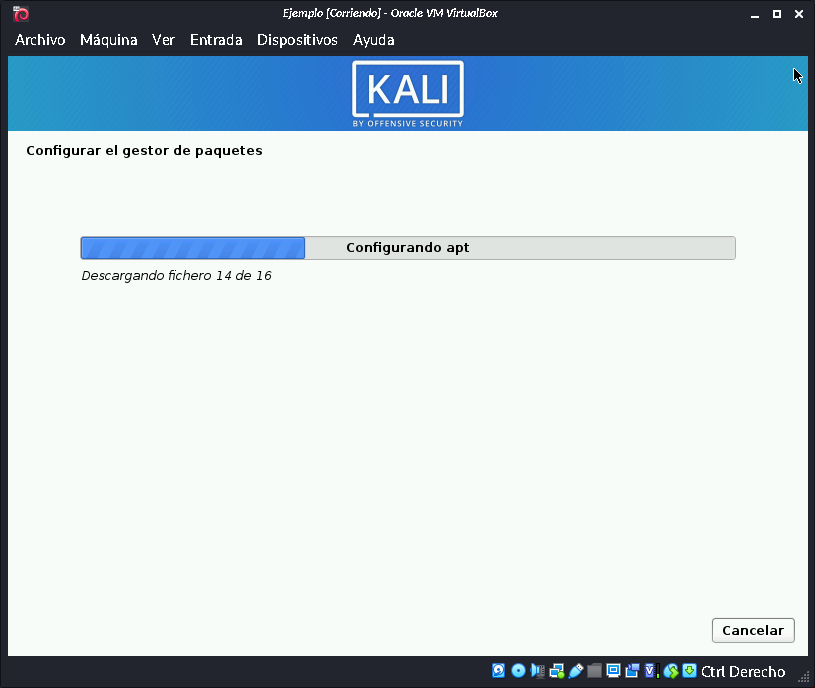 Ejemplo [Corriendo] - Oracle VM VirtualBox
Archivo Máquina Ver Entrada Dispositivos Ayuda
KALI
BY OFFENSIVE SECURITY
Configurar el gestor de paquetes
Configurando apt
Descargando fichero 14 de 16
Cancelar
Ctrl Derecho